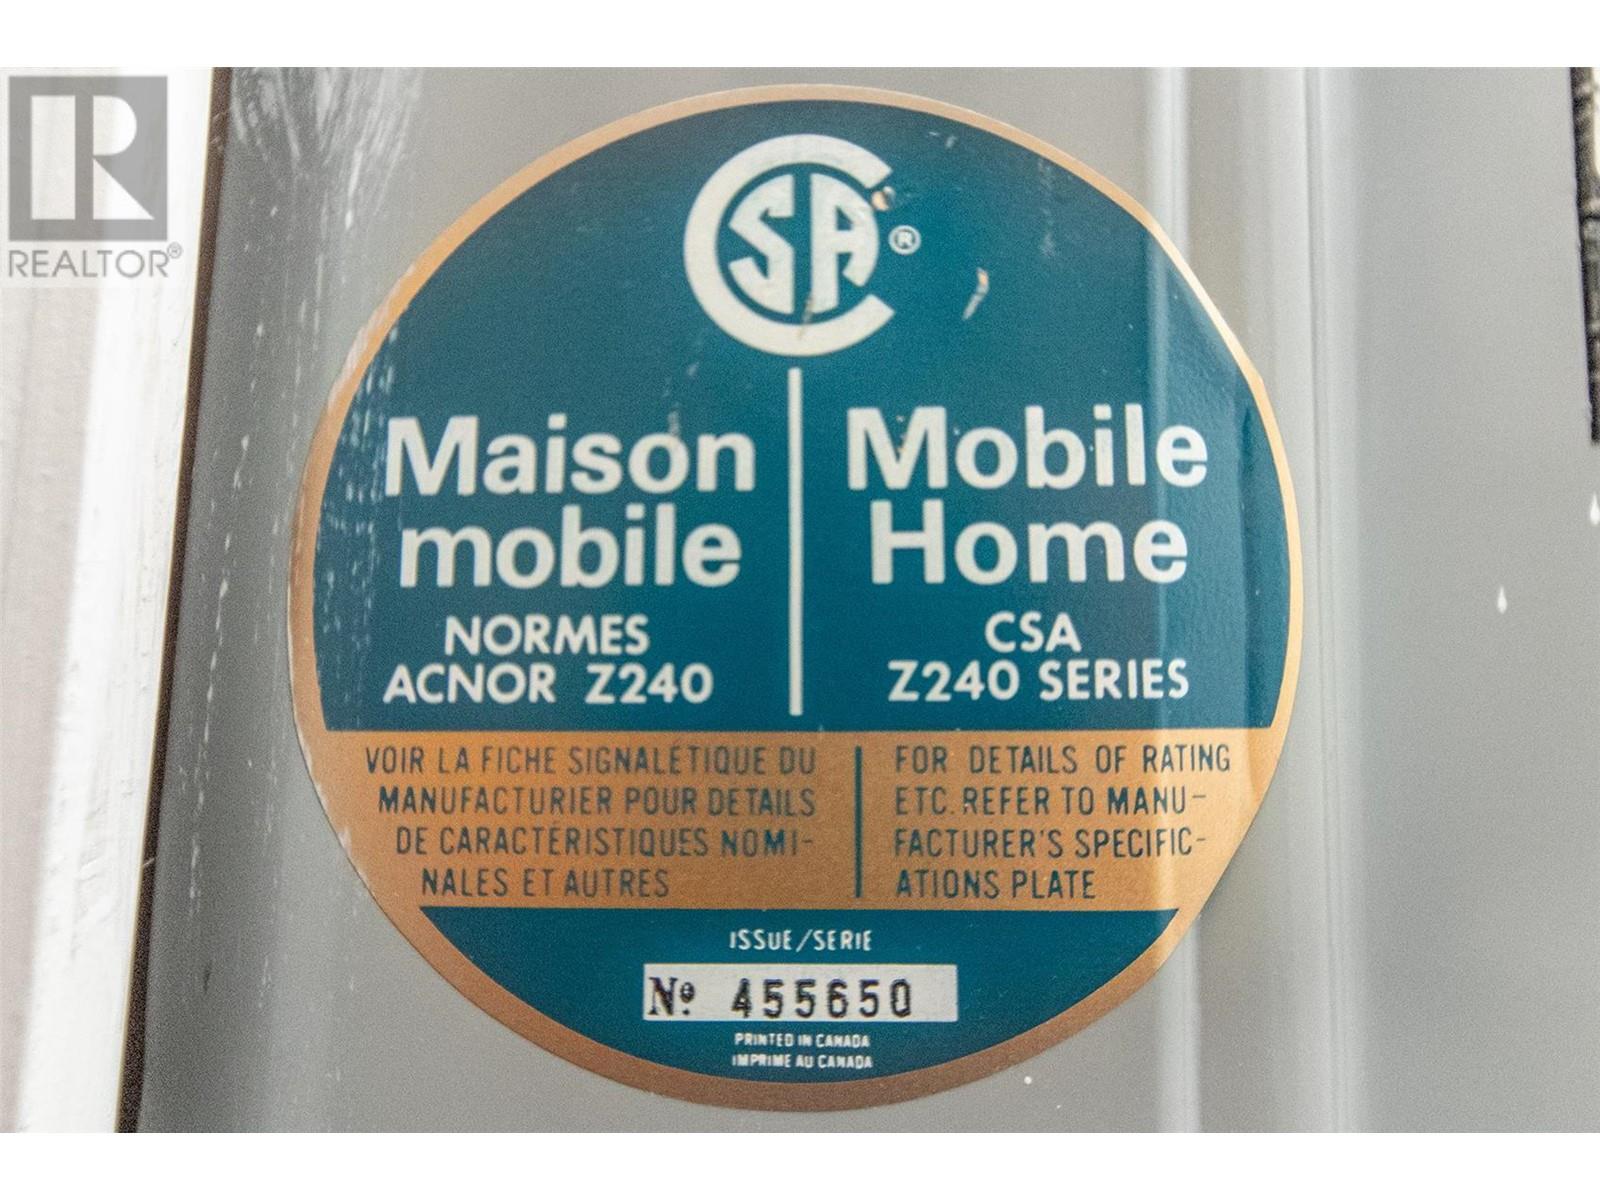 R
REALTOR®
CSA®
Maison
mobile
NORMES
ACNOR Z240
Mobile
Home
CSA
Z240 SERIES
VOIR LA FICHE SIGNALÉTIQUE DU
MANUFACTURIER POUR DETAILS
DE CARACTÉRISTIQUES NOMI-
NALES ET AUTRES
FOR DETAILS OF RATING
ETC. REFER TO MANU-
FACTURER'S SPECIFIC-
ATIONS PLATE
ISSUE/SERIE
Nº 455650
PRINTED IN CANADA
IMPRIME AU CANADA